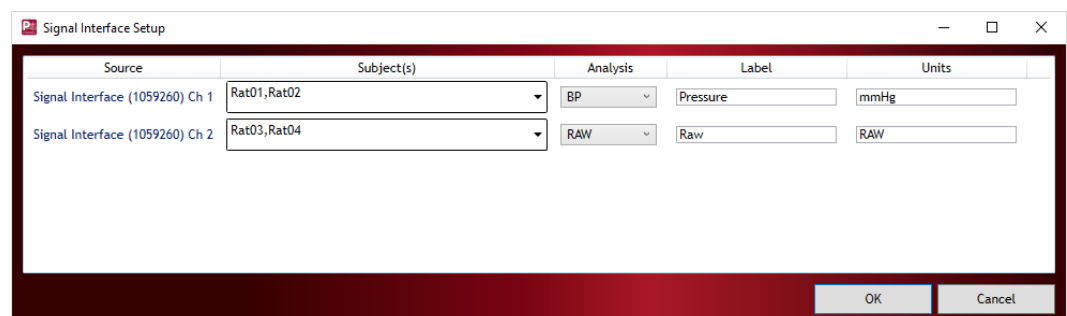 Signal Interface Setup
Source Subject(s) Analysis Label Units
Signal Interface (1059260) Ch 1 Rat01,Rat02 BP Pressure mmHg
Signal Interface (1059260) Ch 2 Rat03,Rat04 RAW Raw RAW
OK Cancel